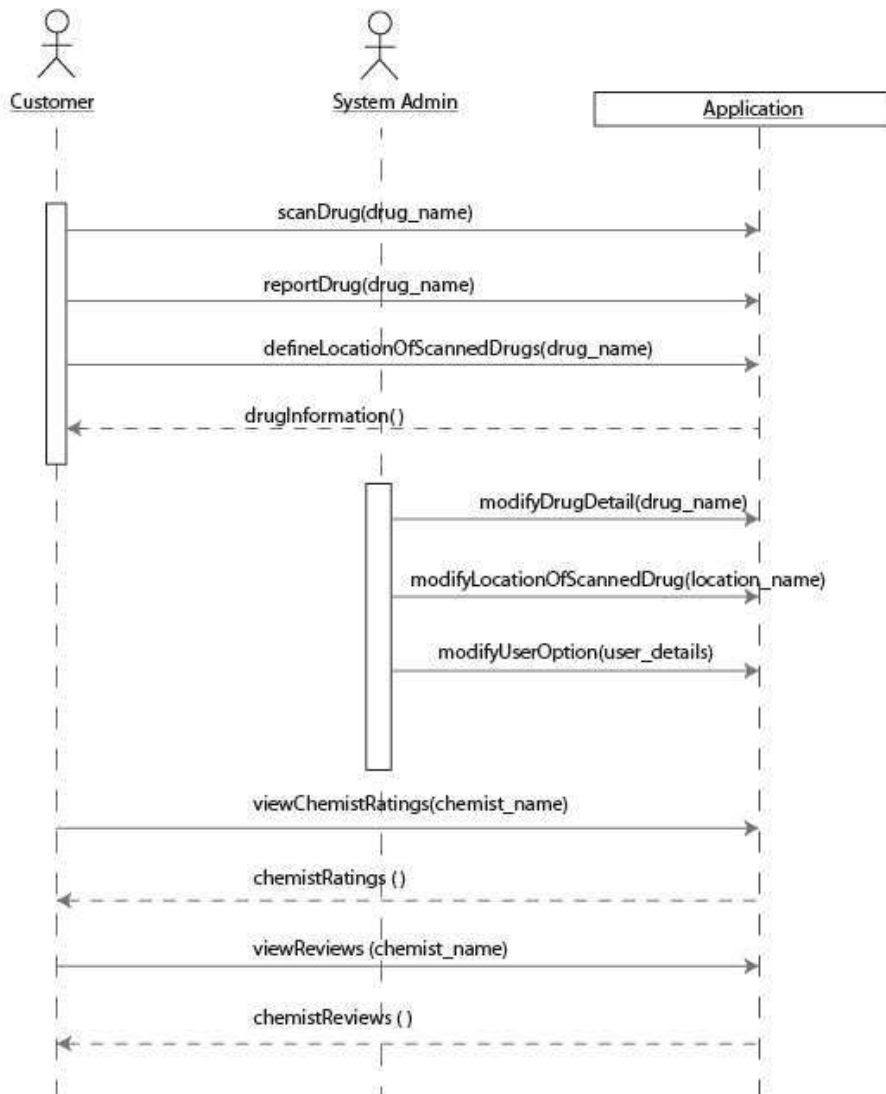 Customer
System Admin
Application
scanDrug(drug_name)
reportDrug(drug_name)
defineLocationOfScannedDrugs(drug_name)
drugInformation()
modifyDrugDetail(drug_name)
modifyLocationOfScannedDrug(location_name)
modifyUserOption(user_details)
viewChemistRatings(chemist_name)
chemistRatings ()
viewReviews (chemist_name)
chemistReviews ()